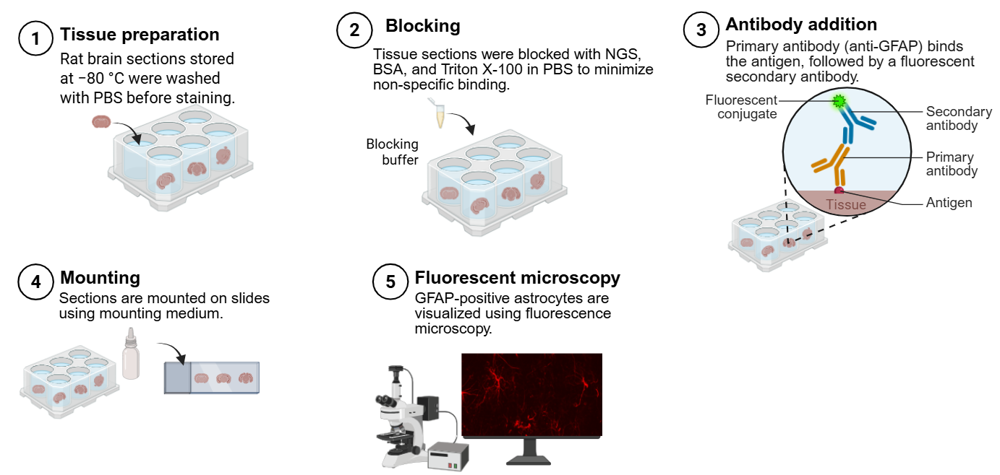 1
Tissue preparation
Rat brain sections stored
at −80 °C were washed
with PBS before staining.
2
Blocking
Tissue sections were blocked with NGS,
BSA, and Triton X-100 in PBS to minimize
non-specific binding.
Blocking
buffer
3
Antibody addition
Primary antibody (anti-GFAP) binds
the antigen, followed by a fluorescent
secondary antibody.
Fluorescent
conjugate
Secondary
antibody
Primary
antibody
Antigen
Tissue
4
Mounting
Sections are mounted on slides
using mounting medium.
5
Fluorescent microscopy
GFAP-positive astrocytes are
visualized using fluorescence
microscopy.